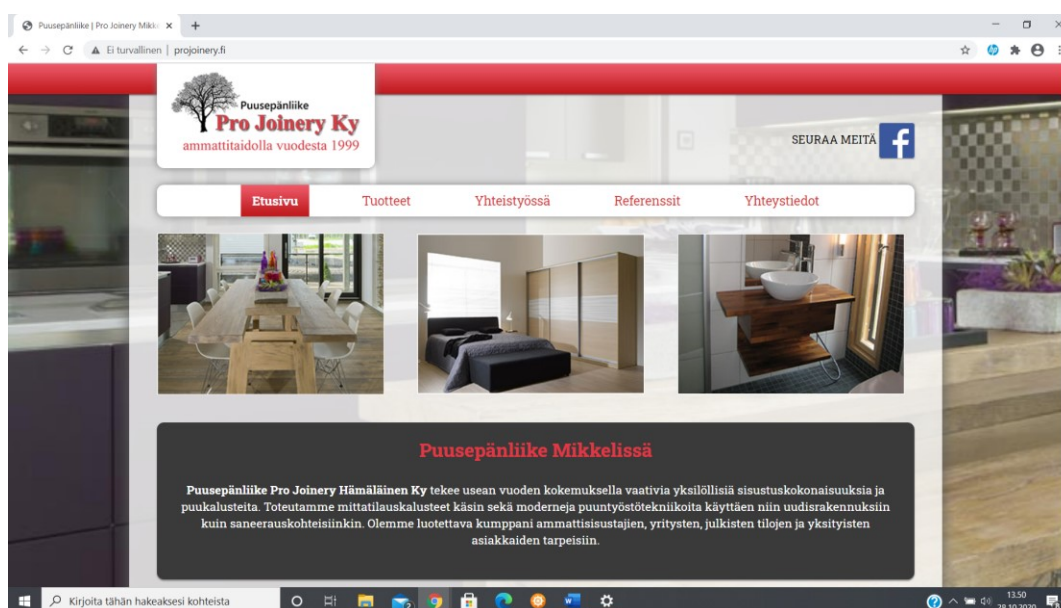 Puusepänliike | Pro Joinery Mikk
Ei turvallinen | projoinery.fi
Puusepänliike
Pro Joinery Ky
ammattitaidolla vuodesta 1999
SEURAA MEITÄ
Etusivu Tuotteet Yhteistyössä Referenssit Yhteystiedot
Puusepänliike Mikkelissä
Puusepänliike Pro Joinery Hämäläinen Ky tekee usean vuoden kokemuksella vaativia yksilöllisiä sisustuskokonaisuuksia ja
puukalusteita. Toteutamme mittatilauskalusteet käsin sekä moderneja puuntyöstötekniikoita käyttäen niin uudisrakennuksiin
kuin saneerauskohteisiinkin. Olemme luotettava kumppani ammattisisustajien, yritysten, julkisten tilojen ja yksityisten
asiakkaiden tarpeisiin.
Kirjoita tähän hakeaksesi kohteista
13.50
28.10.2020